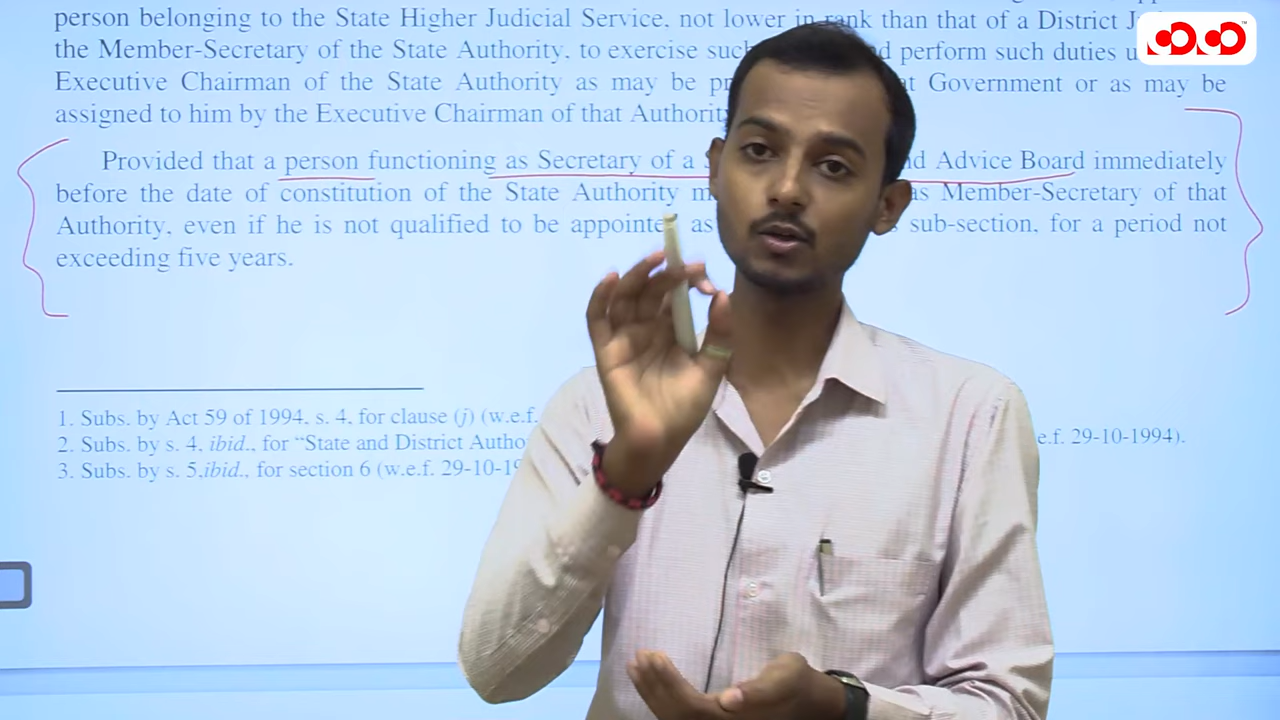 person belonging to the State Higher Judicial Service, not lower in rank than that of a District
the Member-Secretary of the State Authority, to exercise such perform such duties
Executive Chairman of the State Authority as may be Government or as may be
assigned to him by the Executive Chairman of that Authority
Provided that a person functioning as Secretary of a Advice Board immediately
before the date of constitution of the State Authority as Member-Secretary of that
Authority, even if he is not qualified to be appointed as sub-section, for a period not
exceeding five years.
1. Subs. by Act 59 of 1994, s. 4, for clause (j) (w.e.f.
2. Subs. by s. 4, ibid., for “State and District 29-10-1994).
3. Subs. by s. 5,ibid., for section 6 (w.e.f.